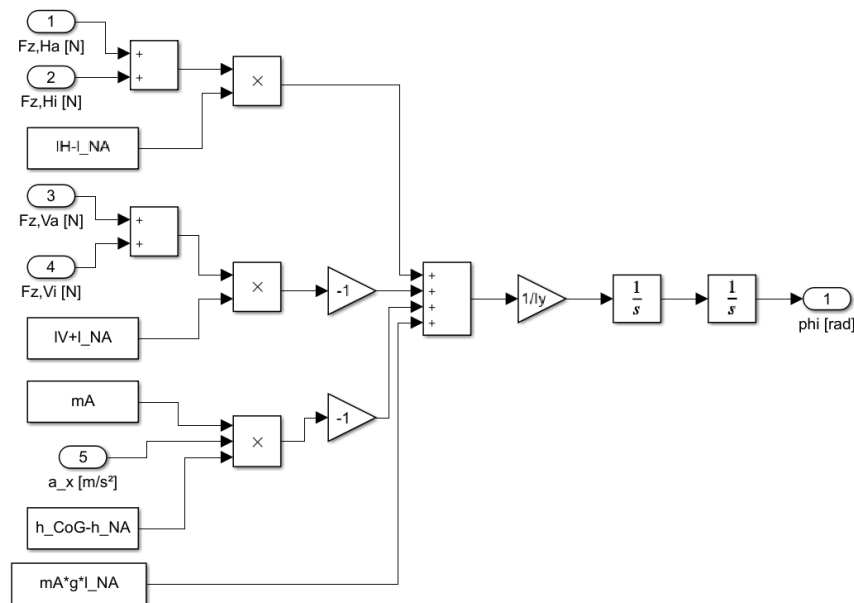 1
Fz,Ha [N]
2
Fz,Hi [N]
+
+
×
lH-l_NA
3
Fz,Va [N]
4
Fz,Vi [N]
+
+
×
-1
lV+l_NA
mA
5
a_x [m/s²]
×
-1
h_CoG-h_NA
mA*g*l_NA
+
+
+
+
1/Iy
1
s
1
s
1
phi [rad]